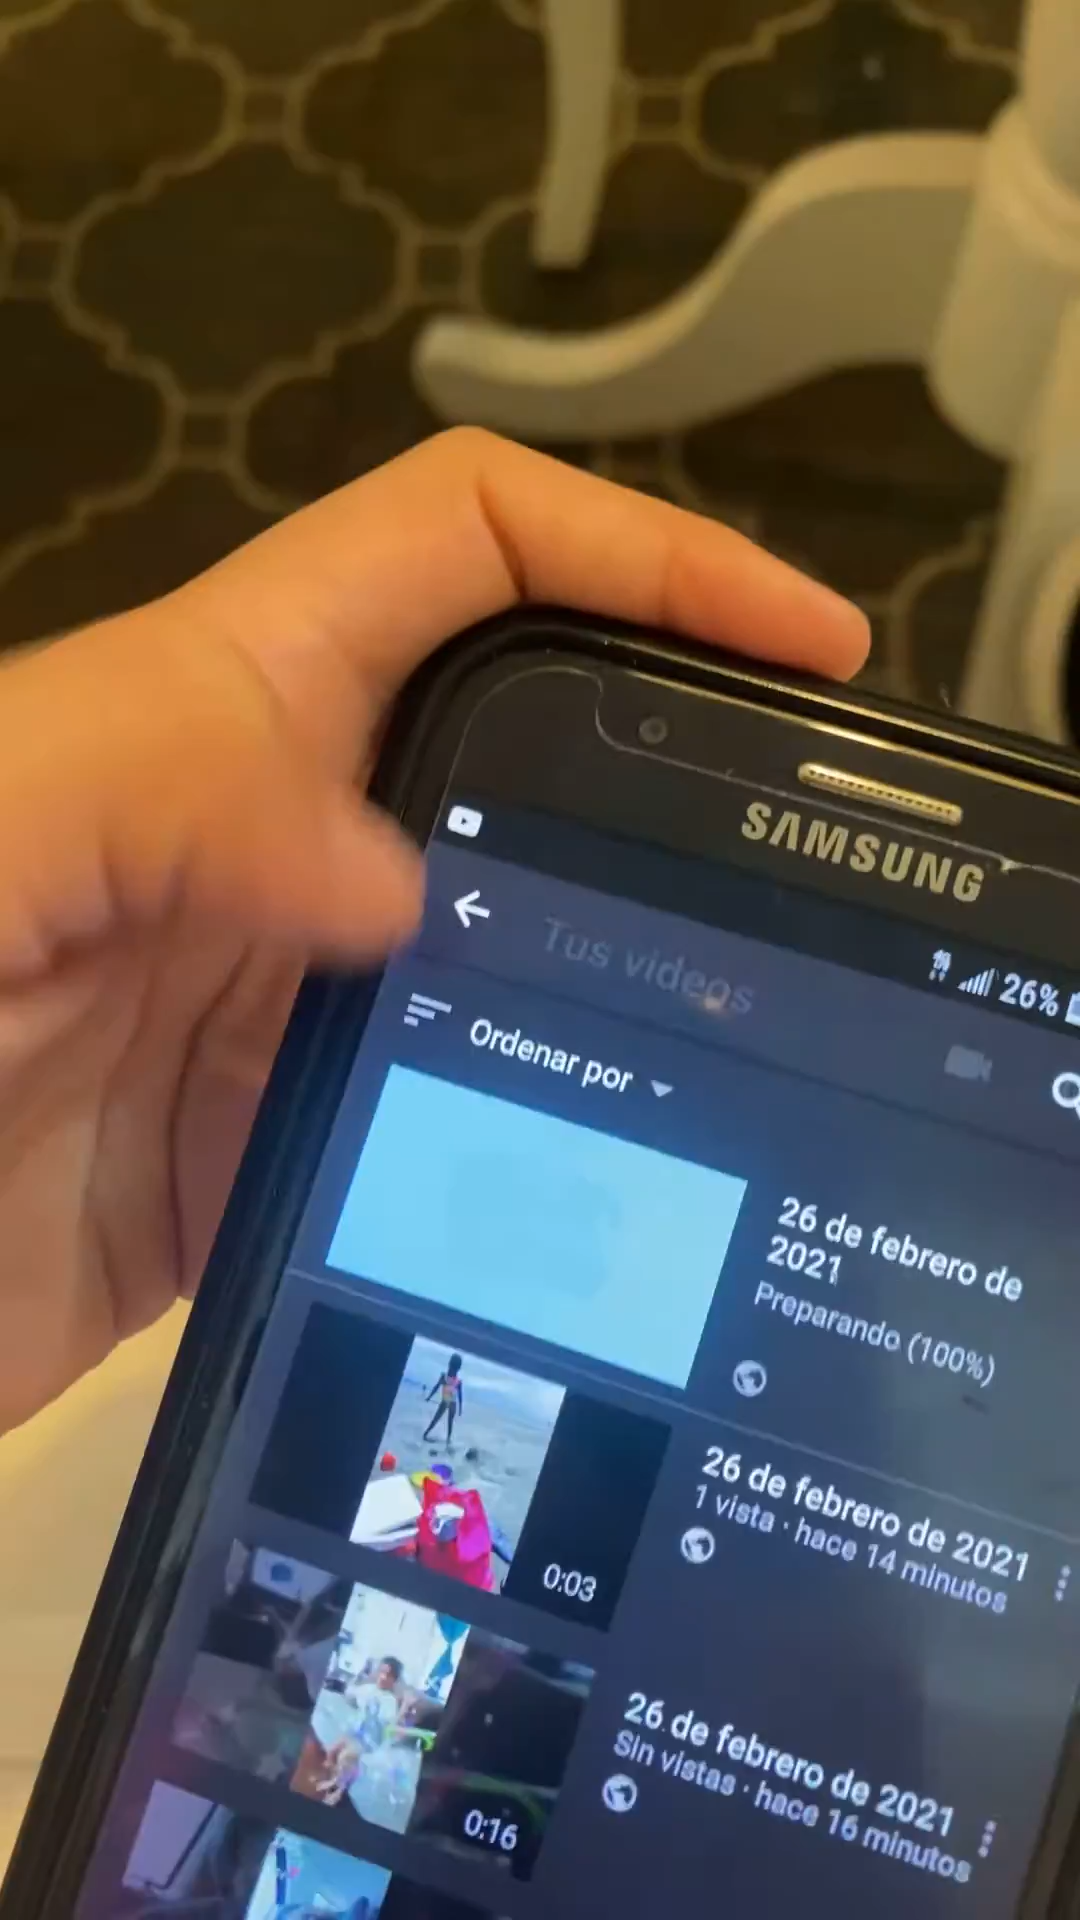 SAMSUNG
26%
Tus videos
Ordenar por
26 de febrero de
2021
Preparando (100%)
26 de febrero de 2021
1 vista · hace 14 minutos
0:03
26 de febrero de 2021
Sin vistas · hace 16 minutos
0:16